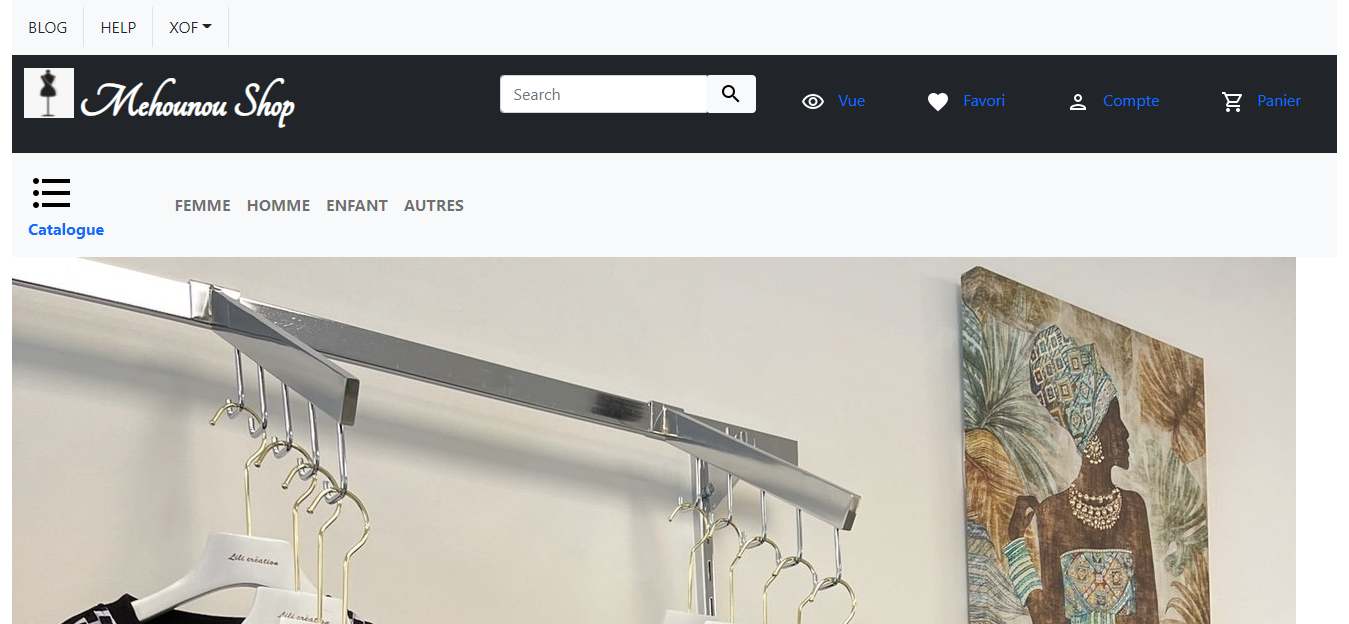 BLOG HELP XOF
Mehounou Shop Search Vue Favori Compte Panier
FEMME HOMME ENFANT AUTRES
Catalogue
Lili création
Lili création